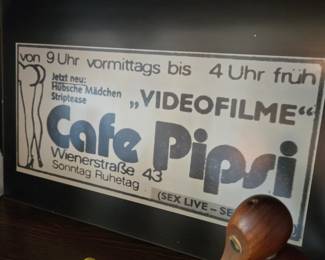 von 9 Uhr vormittags bis 4 Uhr früh
Jetzt neu:
Hübsche Mädchen
Striptease
„VIDEOFILME“
Cafe Pipsi
Wienerstraße 43
Sonntag Ruhetag
(SEX LIVE –